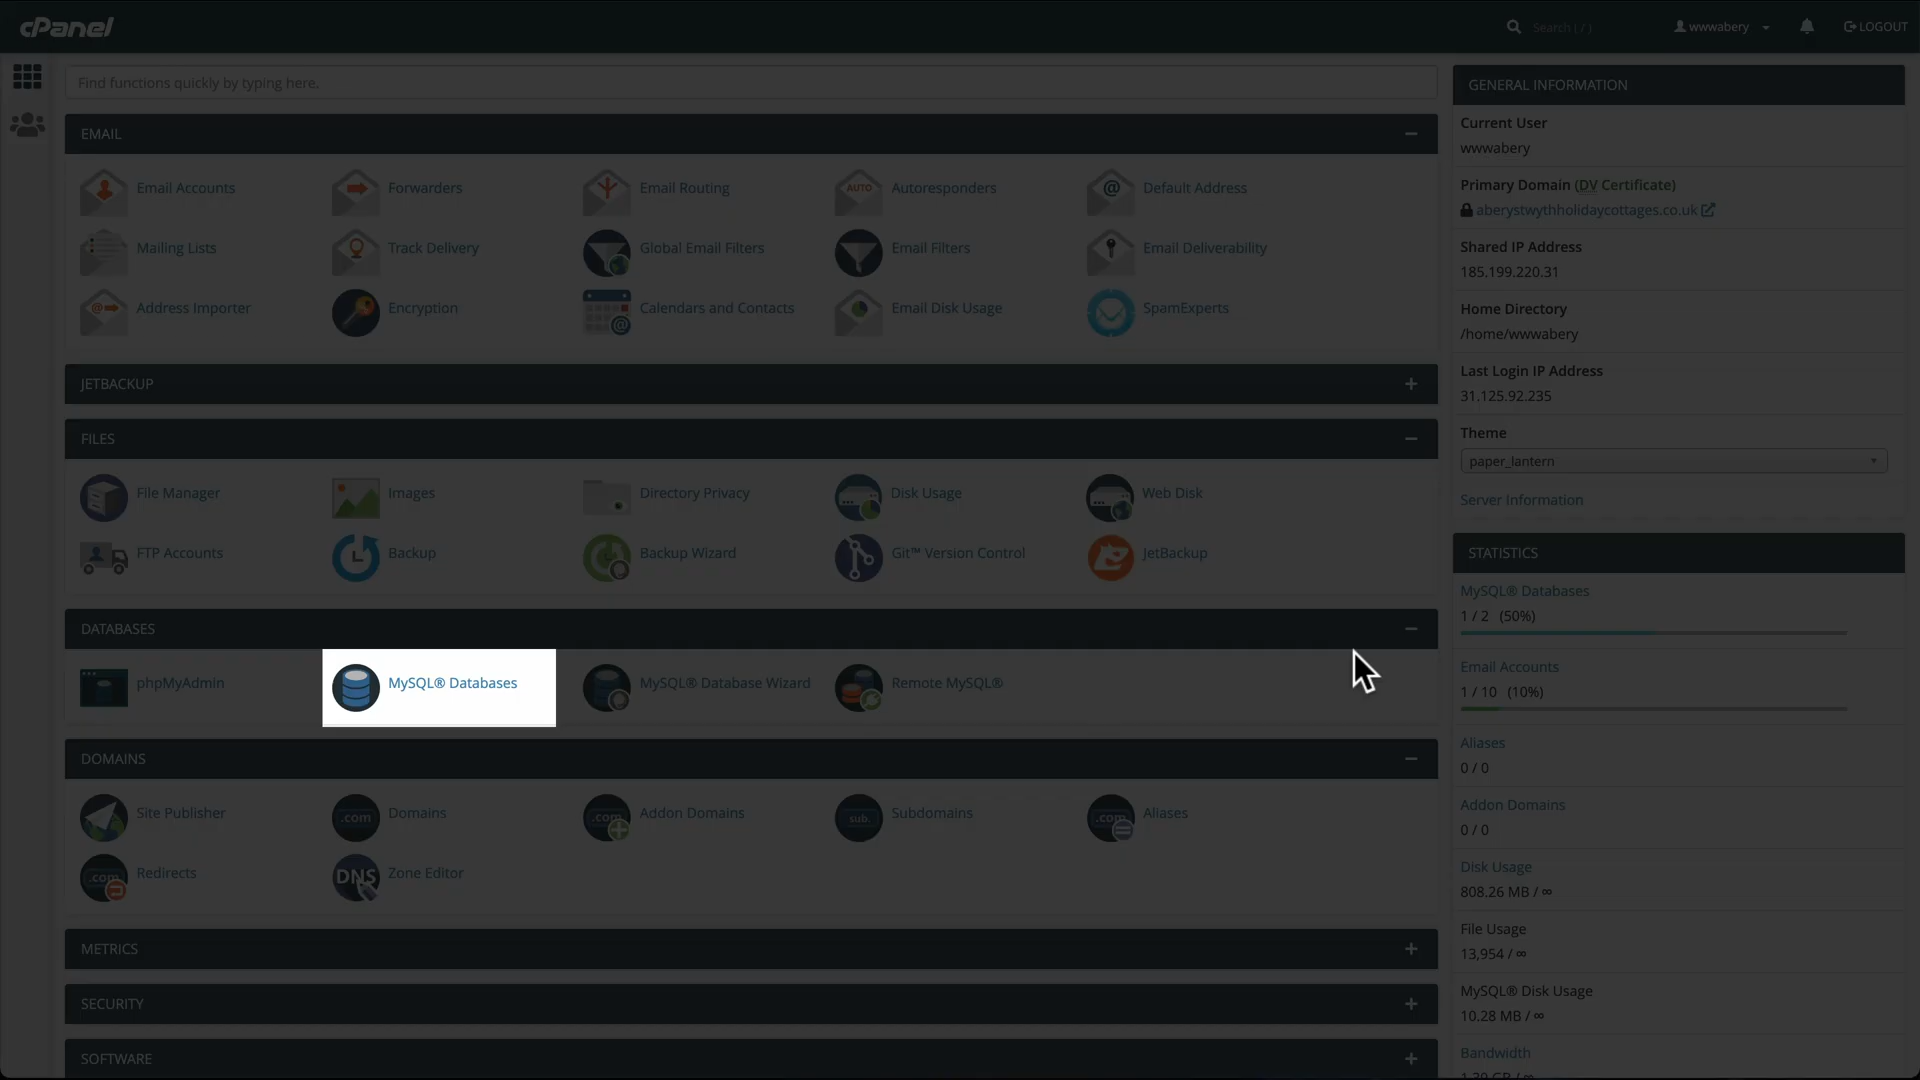 cPanel
Search ( / )
wwwabery
LOGOUT
Find functions quickly by typing here.
EMAIL
Email Accounts
Forwarders
Email Routing
AUTO
Autoresponders
@
Default Address
Mailing Lists
Track Delivery
Global Email Filters
Email Filters
Email Deliverability
@
Address Importer
Encryption
@
Calendars and Contacts
Email Disk Usage
SpamExperts
JETBACKUP
FILES
File Manager
Images
Directory Privacy
Disk Usage
Web Disk
FTP Accounts
Backup
Backup Wizard
Git™ Version Control
JetBackup
DATABASES
phpMyAdmin
MySQL® Databases
MySQL® Database Wizard
Remote MySQL®
DOMAINS
Site Publisher
.com
Domains
.com
Addon Domains
sub.
Subdomains
.com
Aliases
.com
Redirects
DNS
Zone Editor
METRICS
SECURITY
SOFTWARE
GENERAL INFORMATION
Current User
wwwabery
Primary Domain (DV Certificate)
aberystwythholidaycottages.co.uk
Shared IP Address
185.199.220.31
Home Directory
/home/wwwabery
Last Login IP Address
31.125.92.235
Theme
paper_lantern
Server Information
STATISTICS
MySQL® Databases
1 / 2 (50%)
Email Accounts
1 / 10 (10%)
Aliases
0 / 0
Addon Domains
0 / 0
Disk Usage
808.26 MB / ∞
File Usage
13,954 / ∞
MySQL® Disk Usage
10.28 MB / ∞
Bandwidth